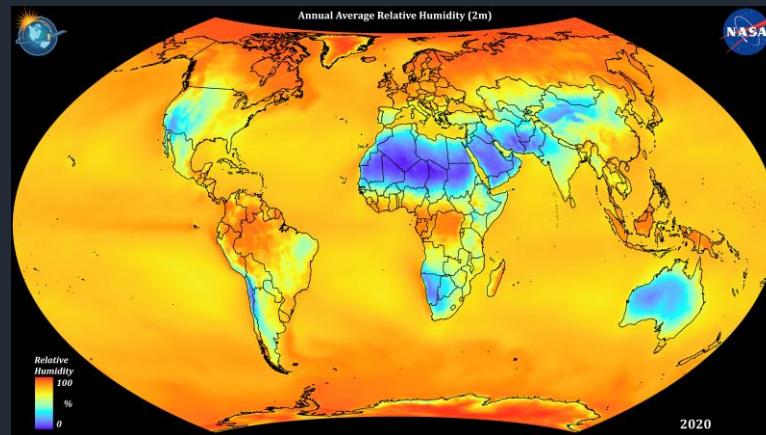 Annual Average Relative Humidity (2m)
NASA
Relative
Humidity
100
%
0
2020